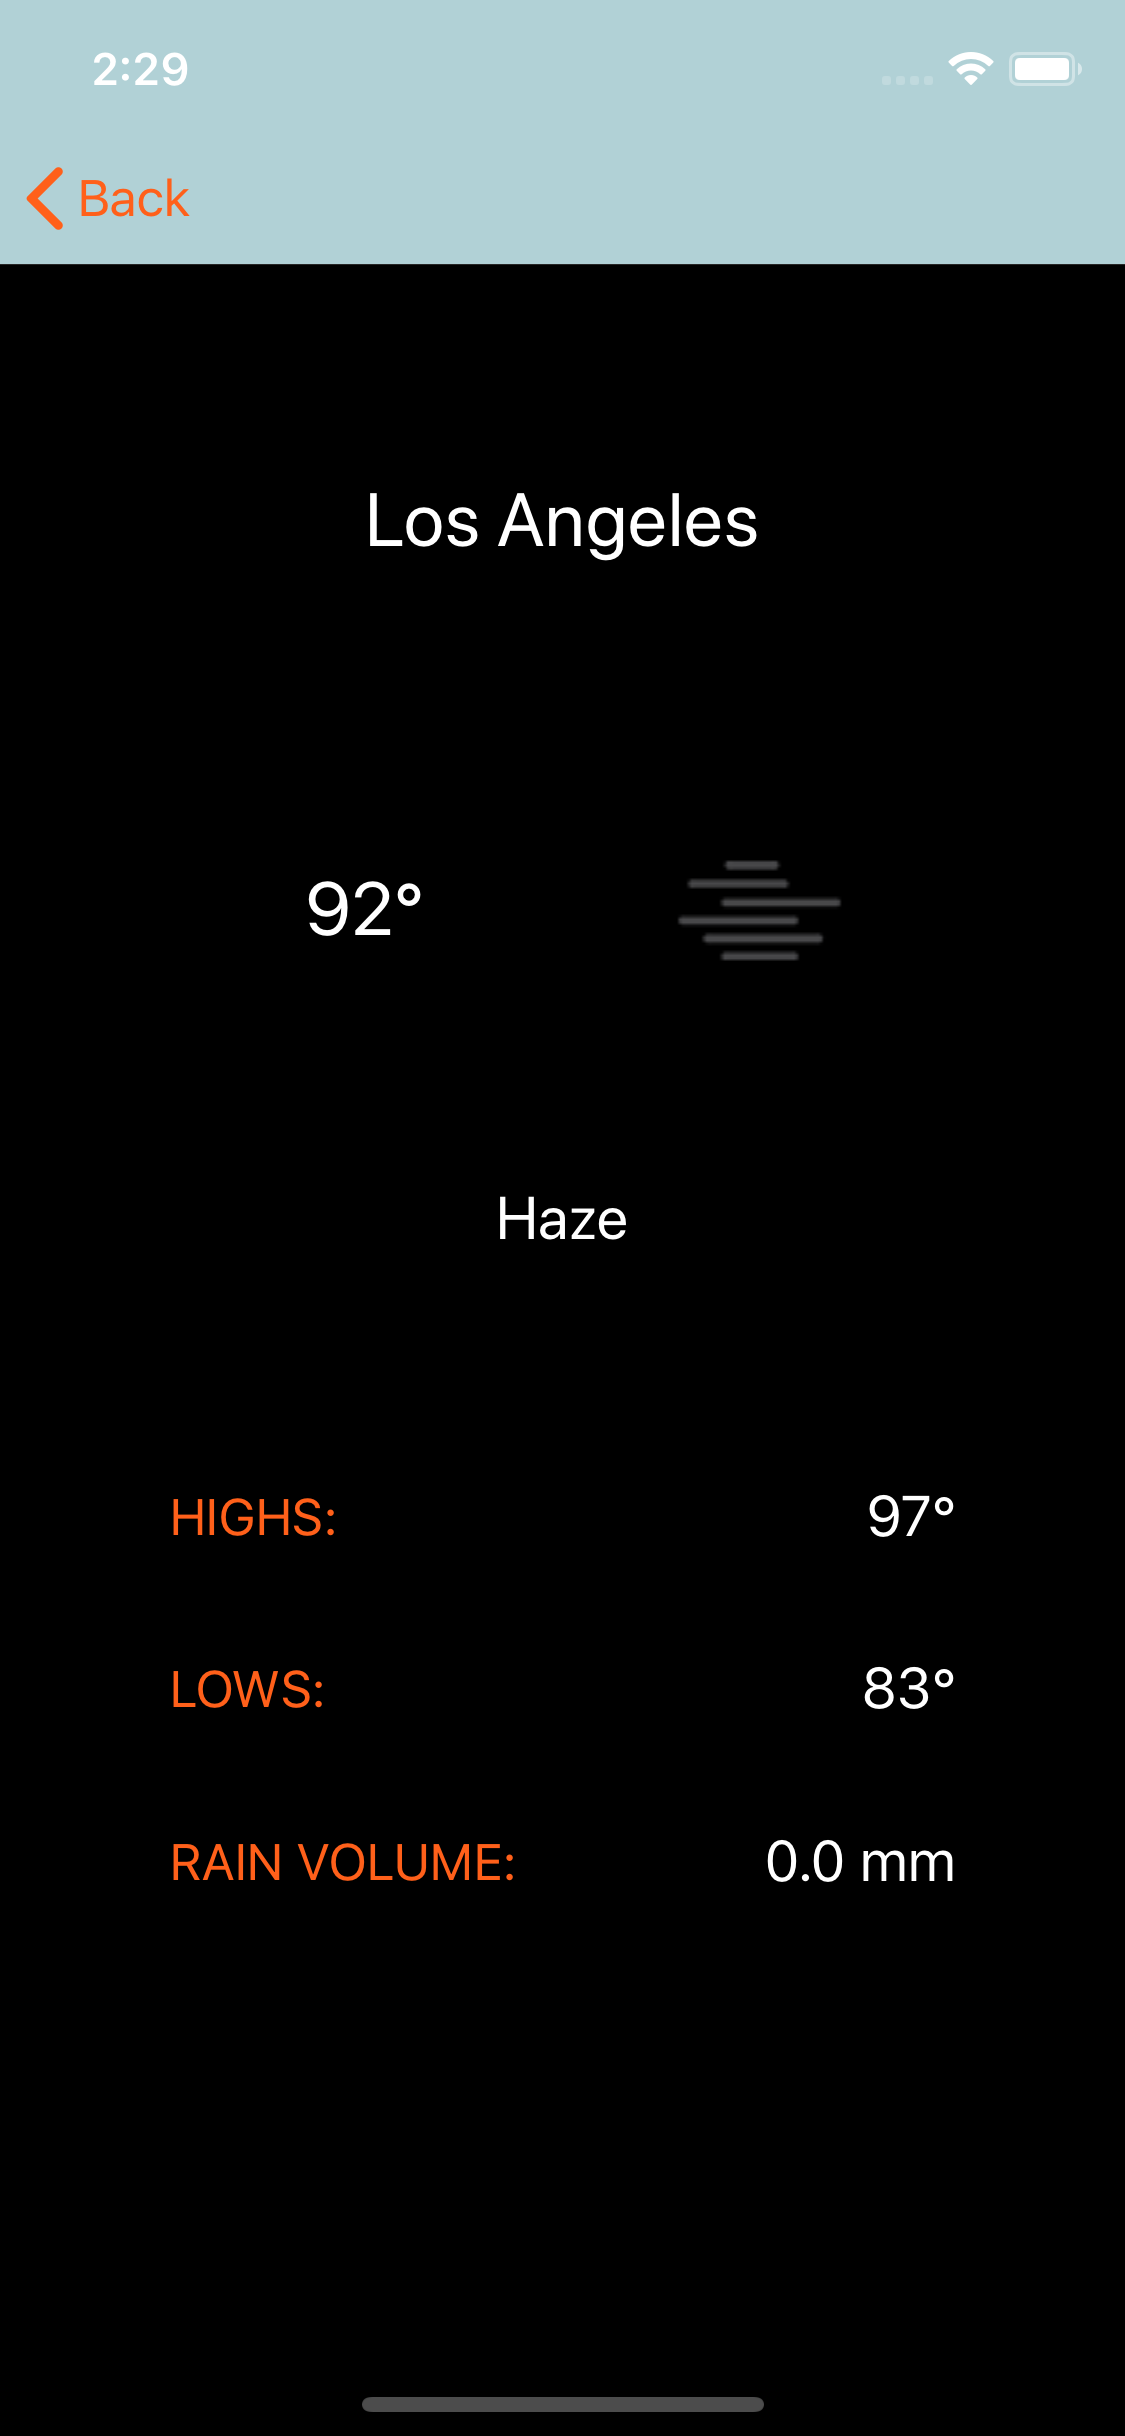 2:29
Back
Los Angeles
92°
Haze
HIGHS: 97°
LOWS: 83°
RAIN VOLUME: 0.0 mm